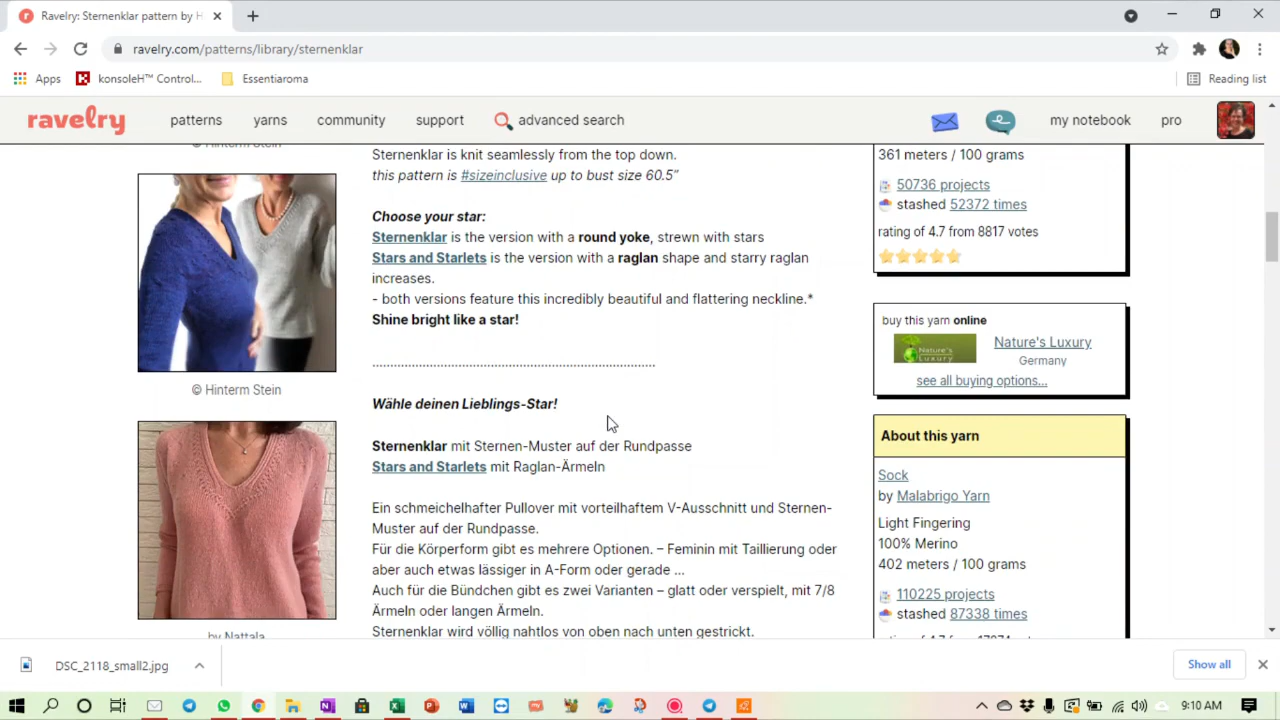 Ravelry: Sternenklar pattern by H
ravelry.com/patterns/library/sternenklar
Apps
konsoleH™ Control...
Essentiaroma
Reading list
ravelry
patterns
yarns
community
support
advanced search
my notebook
pro
© Hinterm Stein
Sternenklar is knit seamlessly from the top down.
this pattern is #sizeinclusive up to bust size 60.5”
Choose your star:
Sternenklar is the version with a round yoke, strewn with stars
Stars and Starlets is the version with a raglan shape and starry raglan
increases.
- both versions feature this incredibly beautiful and flattering neckline.*
Shine bright like a star!
................................................................................
© Hinterm Stein
Wähle deinen Lieblings-Star!
Sternenklar mit Sternen-Muster auf der Rundpasse
Stars and Starlets mit Raglan-Ärmeln
Ein schmeichelhafter Pullover mit vorteilhaftem V-Ausschnitt und Sternen-
Muster auf der Rundpasse.
Für die Körperform gibt es mehrere Optionen. – Feminin mit Taillierung oder
aber auch etwas lässiger in A-Form oder gerade ...
Auch für die Bündchen gibt es zwei Varianten – glatt oder verspielt, mit 7/8
Ärmeln oder langen Ärmeln.
Sternenklar wird völlig nahtlos von oben nach unten gestrickt.
by Nattala
361 meters / 100 grams
50736 projects
stashed 52372 times
rating of 4.7 from 8817 votes
buy this yarn online
Nature's Luxury
Nature's Luxury
Germany
see all buying options...
About this yarn
Sock
by Malabrigo Yarn
Light Fingering
100% Merino
402 meters / 100 grams
110225 projects
stashed 87338 times
DSC_2118_small2.jpg
Show all
9:10 AM